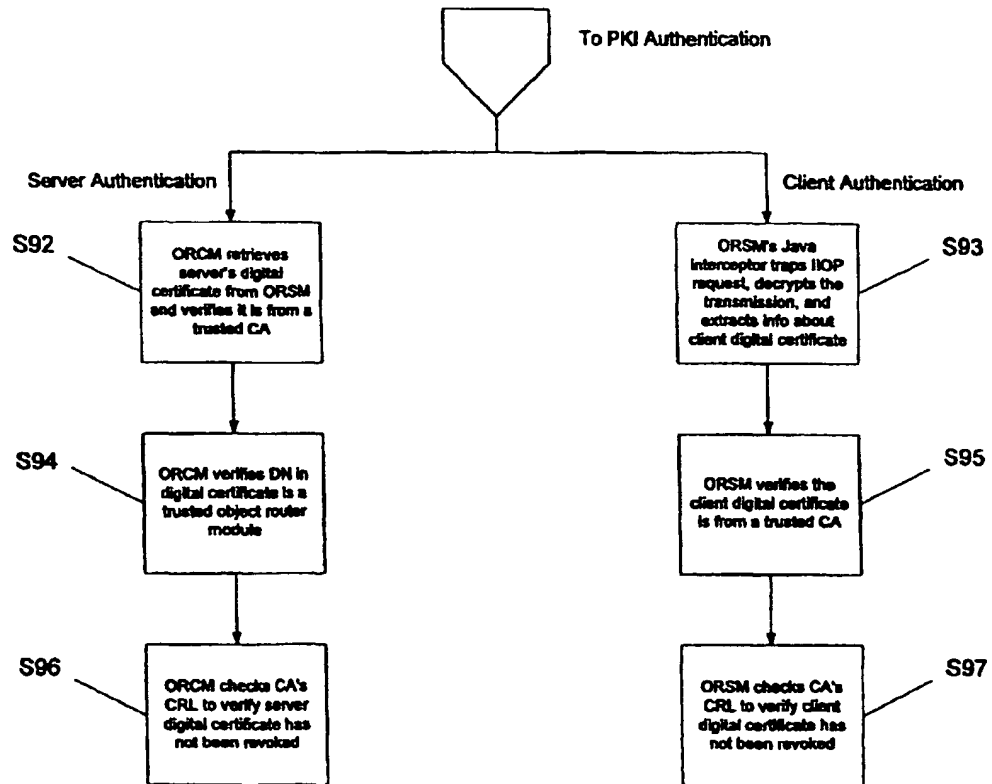 To PKI Authentication
Server Authentication
Client Authentication
S92
ORCM retrieves
server's digital
certificate from ORSM
and verifies it is from a
trusted CA
S93
ORSM's Java
interceptor traps IIOP
request, decrypts the
transmission, and
extracts info about
client digital certificate
S94
ORCM verifies DN in
digital certificate is a
trusted object router
module
S95
ORSM verifies the
client digital certificate
is from a trusted CA
S96
ORCM checks CA's
CRL to verify server
digital certificate has
not been revoked
S97
ORSM checks CA's
CRL to verify client
digital certificate has
not been revoked